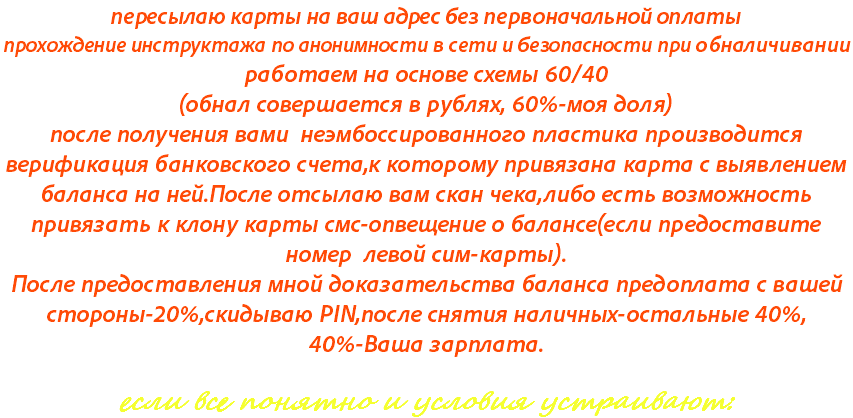 пересылаю карты на ваш адрес без первоначальной оплаты
прохождение инструктажа по анонимности в сети и безопасности при обналичивании
работаем на основе схемы 60/40
(обнал совершается в рублях, 60%-моя доля)
после получения вами неэмбоссированного пластика производится
верификация банковского счета,к которому привязана карта с выявлением
баланса на ней.После отсылаю вам скан чека,либо есть возможность
привязать к клону карты смс-опвещение о балансе(если предоставите
номер левой сим-карты).
После предоставления мной доказательства баланса предоплата с вашей
стороны-20%,скидываю PIN,после снятия наличных-остальные 40%,
40%-Ваша зарплата.
если все понятно и условия устраивают: